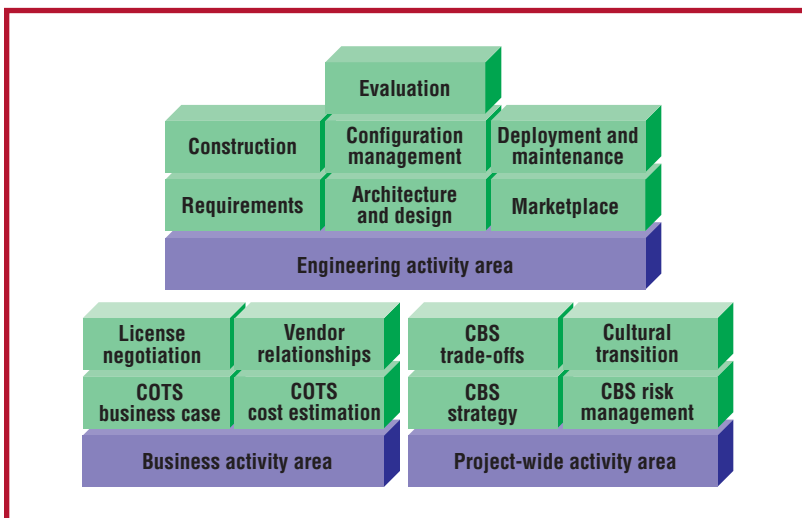 Evaluation
Construction
Configuration
management
Deployment and
maintenance
Requirements
Architecture
and design
Marketplace
Engineering activity area
License
negotiation
Vendor
relationships
CBS
trade-offs
Cultural
transition
COTS
business case
COTS
cost estimation
CBS
strategy
CBS risk
management
Business activity area
Project-wide activity area